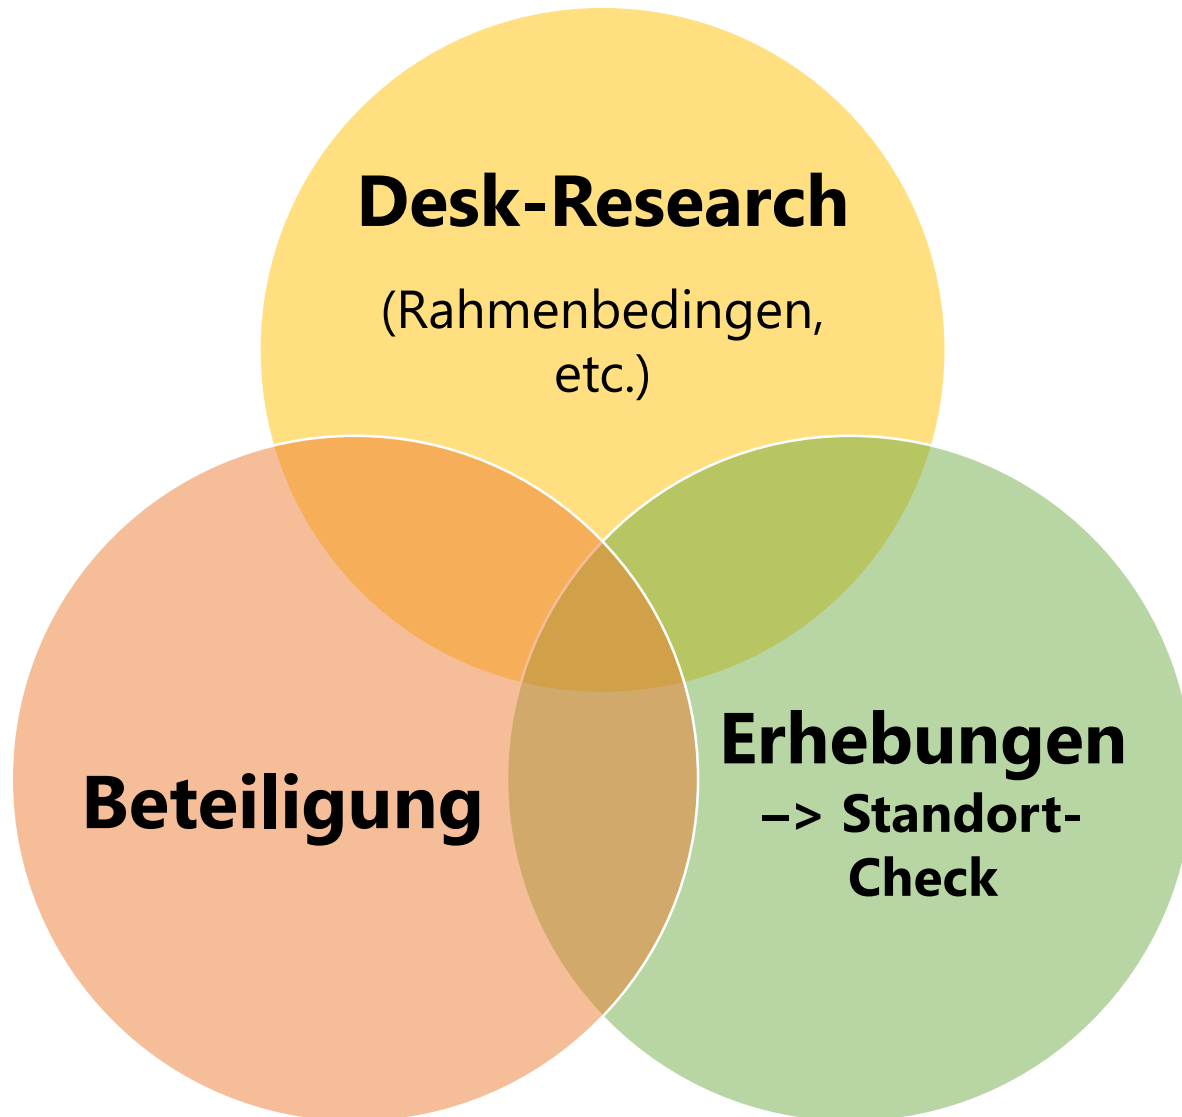 Desk-Research
(Rahmenbedingen,
etc.)
Beteiligung
Erhebungen
–> Standort-
Check